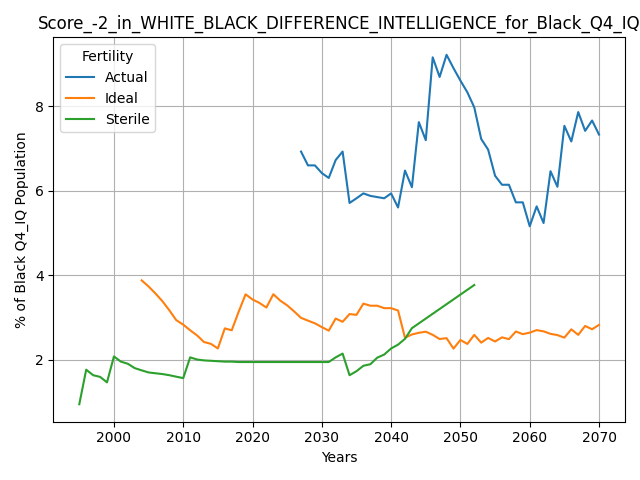 Score_-2_in_WHITE_BLACK_DIFFERENCE_INTELLIGENCE_for_Black_Q4_IQ
Fertility
Actual
Ideal
Sterile
% of Black Q4_IQ Population
8
6
4
2
2000 2010 2020 2030 2040 2050 2060 2070
Years